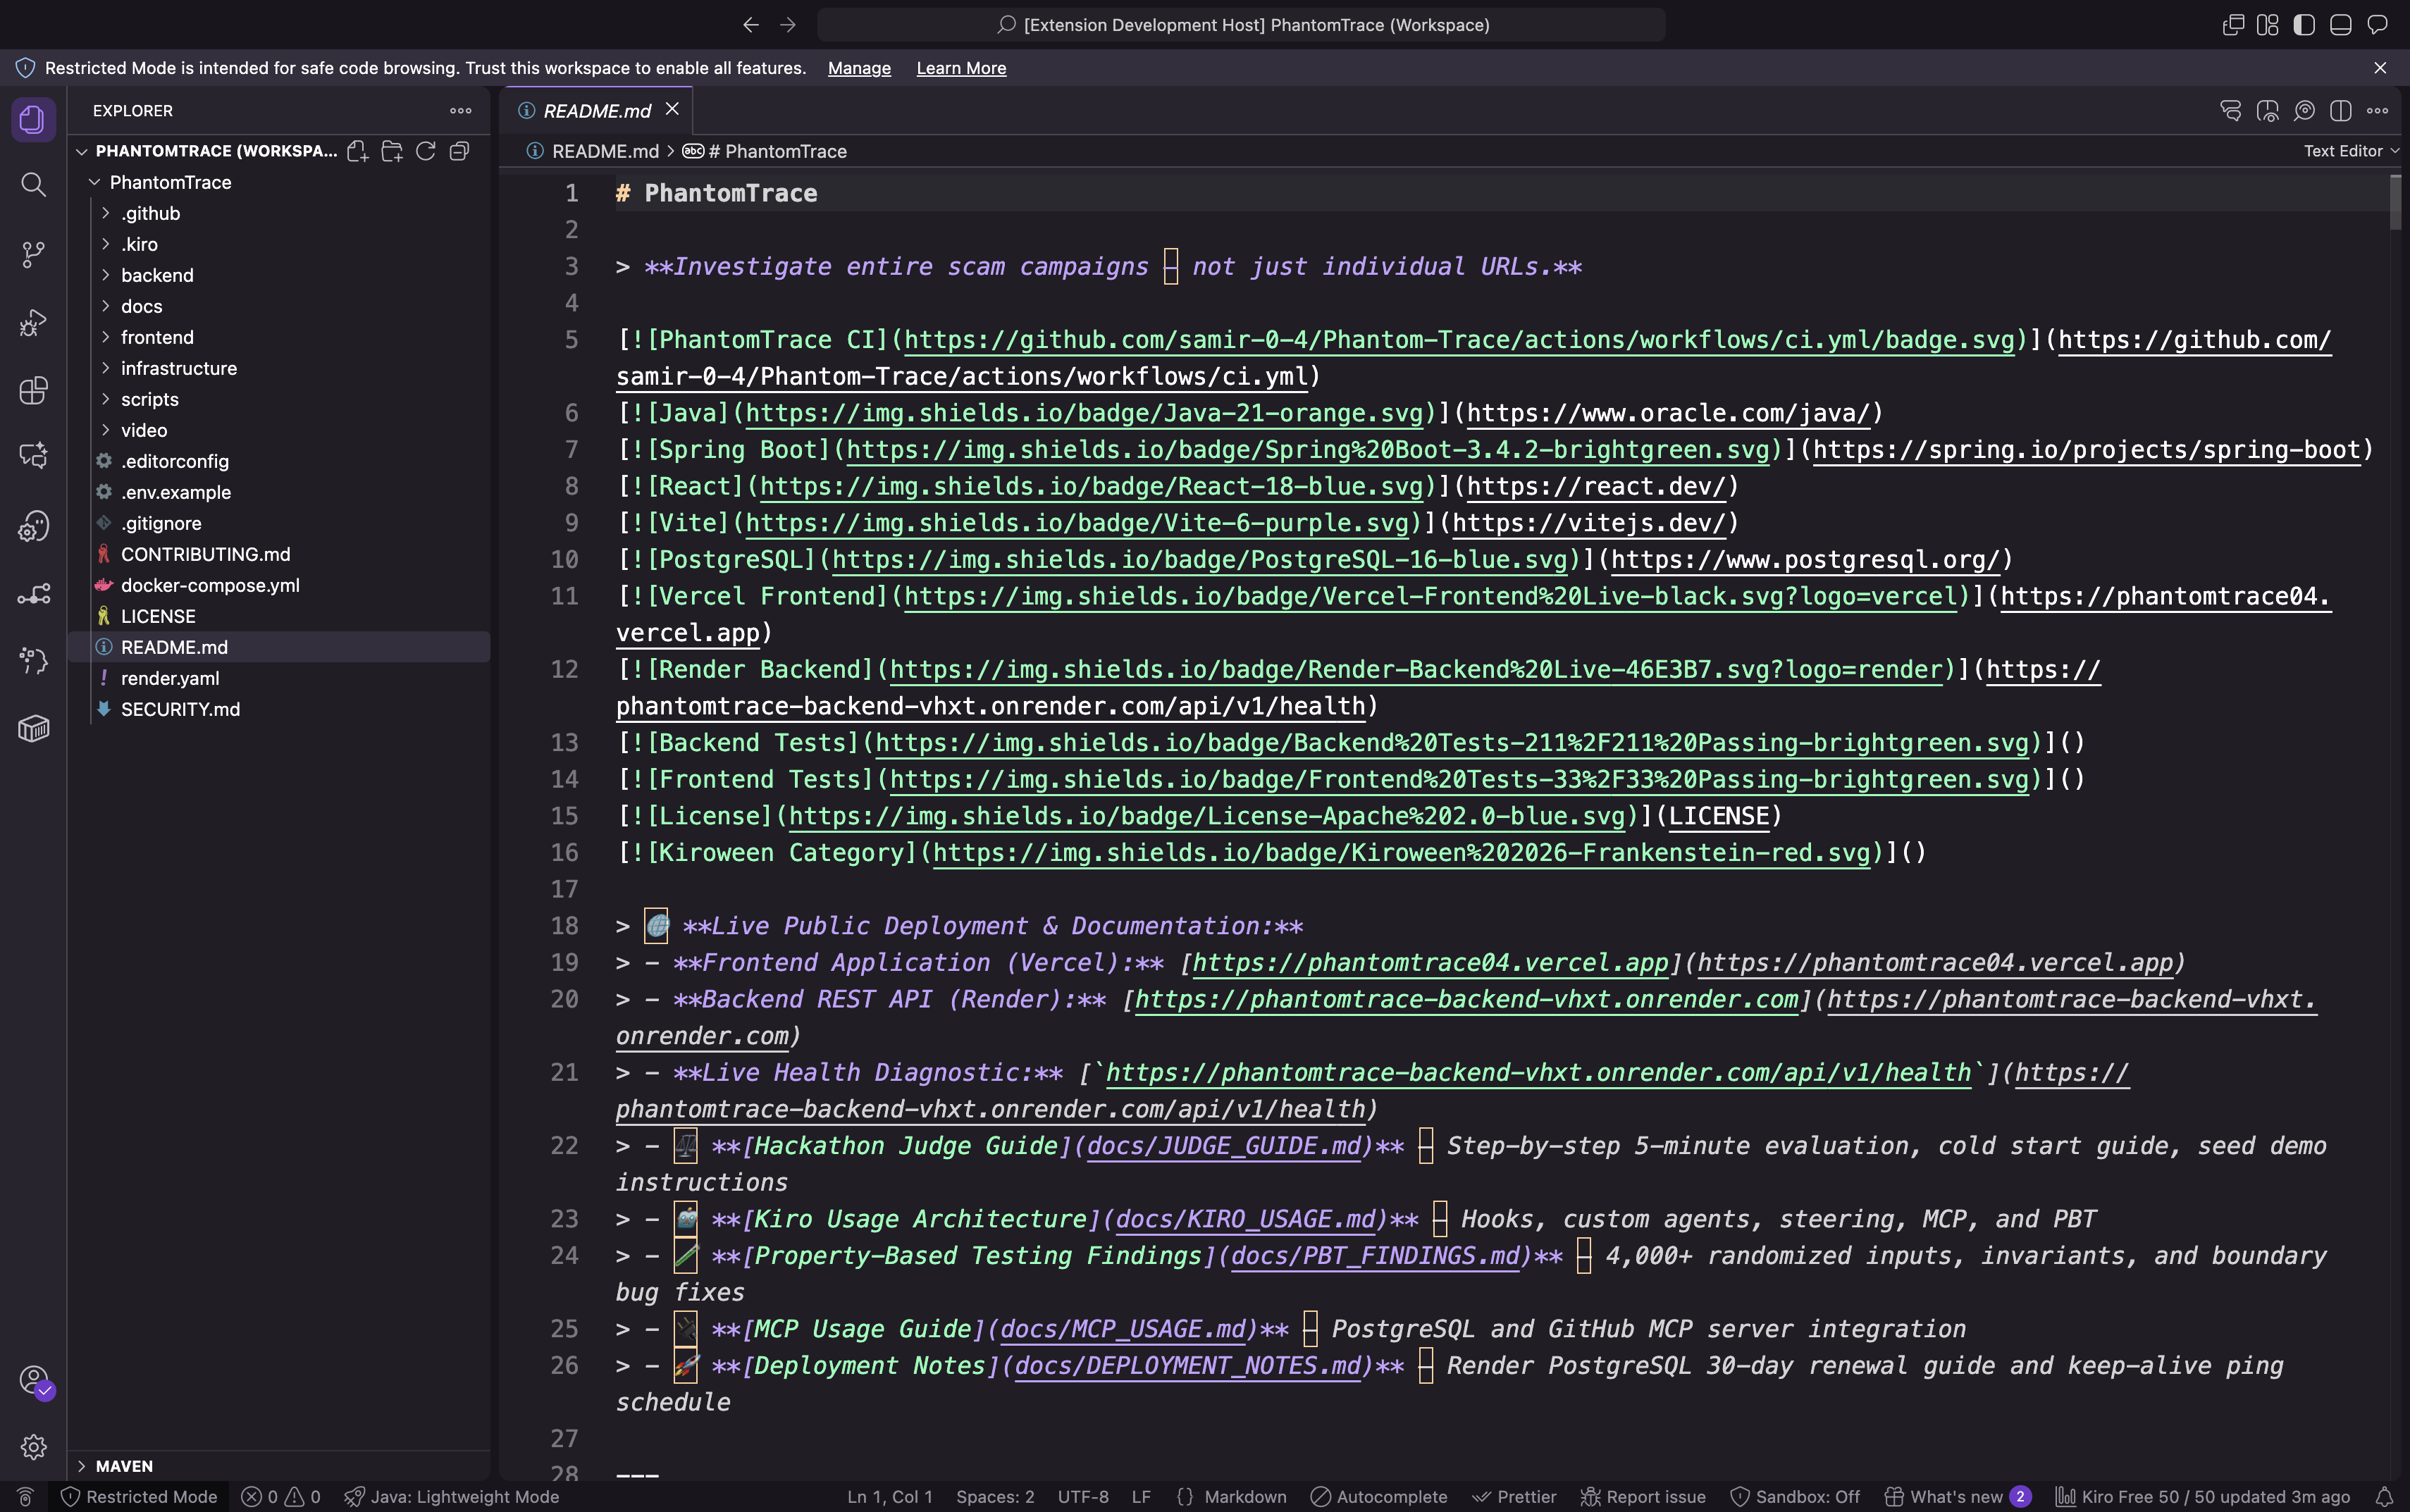 [Extension Development Host] PhantomTrace (Workspace)
Restricted Mode is intended for safe code browsing. Trust this workspace to enable all features. Manage Learn More
EXPLORER
PHANTOMTRACE (WORKSPA...
PhantomTrace
.github
.kiro
backend
docs
frontend
infrastructure
scripts
video
.editorconfig
.env.example
.gitignore
CONTRIBUTING.md
docker-compose.yml
LICENSE
README.md
render.yaml
SECURITY.md
MAVEN
README.md
README.md > abc # PhantomTrace
Text Editor
1 # PhantomTrace
2
3 > **Investigate entire scam campaigns — not just individual URLs.**
4
5 [![PhantomTrace CI](https://github.com/samir-0-4/Phantom-Trace/actions/workflows/ci.yml/badge.svg)](https://github.com/
samir-0-4/Phantom-Trace/actions/workflows/ci.yml)
6 [![Java](https://img.shields.io/badge/Java-21-orange.svg)](https://www.oracle.com/java/)
7 [![Spring Boot](https://img.shields.io/badge/Spring%20Boot-3.4.2-brightgreen.svg)](https://spring.io/projects/spring-boot)
8 [![React](https://img.shields.io/badge/React-18-blue.svg)](https://react.dev/)
9 [![Vite](https://img.shields.io/badge/Vite-6-purple.svg)](https://vitejs.dev/)
10 [![PostgreSQL](https://img.shields.io/badge/PostgreSQL-16-blue.svg)](https://www.postgresql.org/)
11 [![Vercel Frontend](https://img.shields.io/badge/Vercel-Frontend%20Live-black.svg?logo=vercel)](https://phantomtrace04.
vercel.app)
12 [![Render Backend](https://img.shields.io/badge/Render-Backend%20Live-46E3B7.svg?logo=render)](https://
phantomtrace-backend-vhxt.onrender.com/api/v1/health)
13 [![Backend Tests](https://img.shields.io/badge/Backend%20Tests-211%2F211%20Passing-brightgreen.svg)]()
14 [![Frontend Tests](https://img.shields.io/badge/Frontend%20Tests-33%2F33%20Passing-brightgreen.svg)]()
15 [![License](https://img.shields.io/badge/License-Apache%202.0-blue.svg)](LICENSE)
16 [![Kiroween Category](https://img.shields.io/badge/Kiroween%202026-Frankenstein-red.svg)]()
17
18 > 🌐 **Live Public Deployment & Documentation:**
19 > - **Frontend Application (Vercel):** [https://phantomtrace04.vercel.app](https://phantomtrace04.vercel.app)
20 > - **Backend REST API (Render):** [https://phantomtrace-backend-vhxt.onrender.com](https://phantomtrace-backend-vhxt.
onrender.com)
21 > - **Live Health Diagnostic:** [`https://phantomtrace-backend-vhxt.onrender.com/api/v1/health`](https://
phantomtrace-backend-vhxt.onrender.com/api/v1/health)
22 > - ⚖️ **[Hackathon Judge Guide](docs/JUDGE_GUIDE.md)** — Step-by-step 5-minute evaluation, cold start guide, seed demo
instructions
23 > - 🤖 **[Kiro Usage Architecture](docs/KIRO_USAGE.md)** — Hooks, custom agents, steering, MCP, and PBT
24 > - 🧪 **[Property-Based Testing Findings](docs/PBT_FINDINGS.md)** — 4,000+ randomized inputs, invariants, and boundary
bug fixes
25 > - 🔌 **[MCP Usage Guide](docs/MCP_USAGE.md)** — PostgreSQL and GitHub MCP server integration
26 > - 🚀 **[Deployment Notes](docs/DEPLOYMENT_NOTES.md)** — Render PostgreSQL 30-day renewal guide and keep-alive ping
schedule
27
28 ---
Restricted Mode 0 0 Java: Lightweight Mode Ln 1, Col 1 Spaces: 2 UTF-8 LF {} Markdown Autocomplete Prettier Report issue Sandbox: Off What's new 2 Kiro Free 50 / 50 updated 3m ago